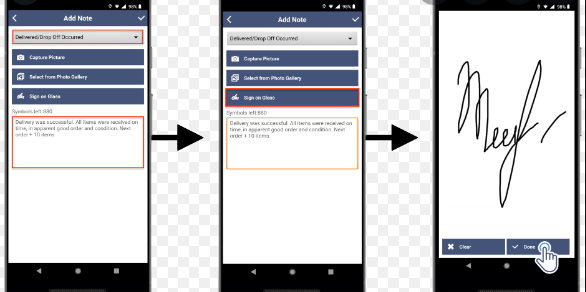 98%
Add Note
Delivered/Drop Off Occurred
Capture Picture
Select from Photo Gallery
Sign on Glass
Symbols left: 880
Delivery was successful. All items were received on
time, in apparent good order and condition. Next
order + 10 items
98%
Add Note
Delivered/Drop Off Occurred
Capture Picture
Select from Photo Gallery
Sign on Glass
Symbols left: 880
Delivery was successful. All items were received on
time, in apparent good order and condition. Next
order + 10 items
98%
Clear
Done